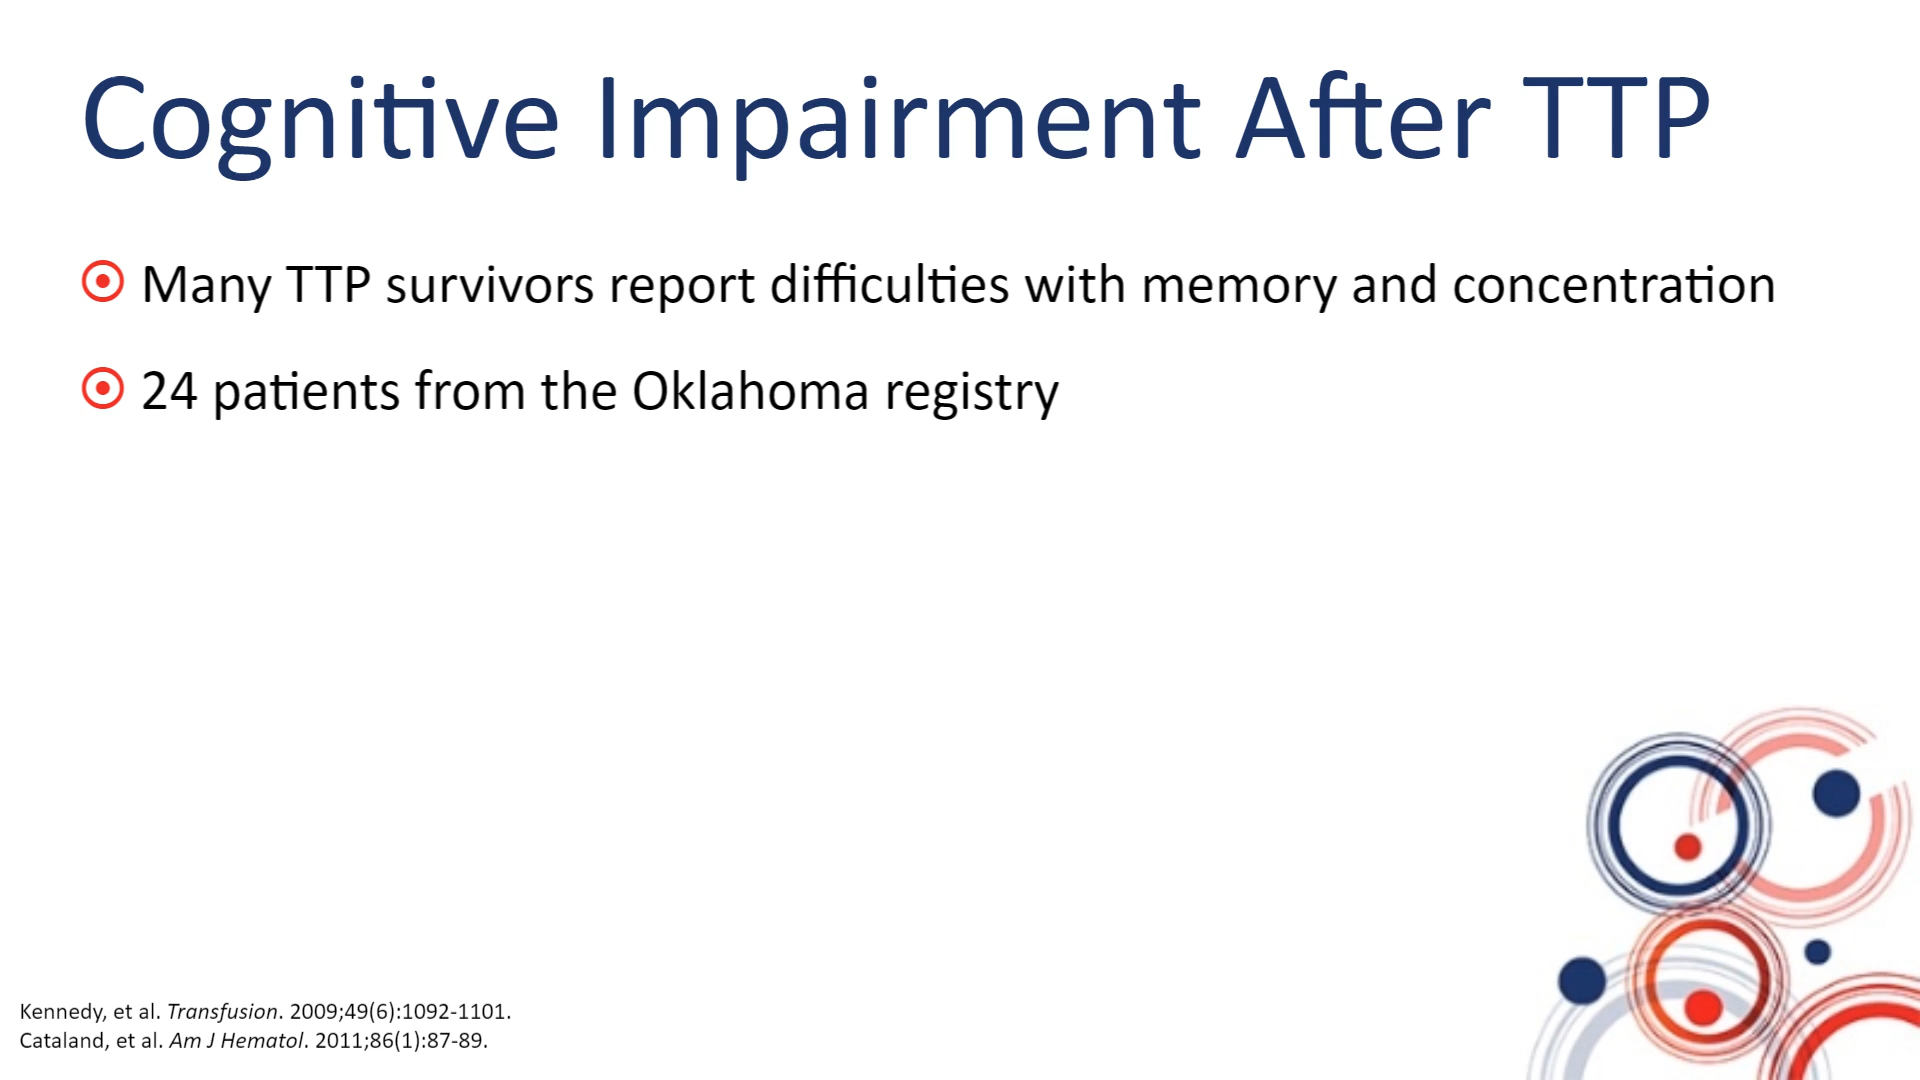 Cognitive Impairment After TTP
Many TTP survivors report difficulties with memory and concentration
24 patients from the Oklahoma registry
Kennedy, et al. Transfusion. 2009;49(6):1092-1101.
Cataland, et al. Am J Hematol. 2011;86(1):87-89.